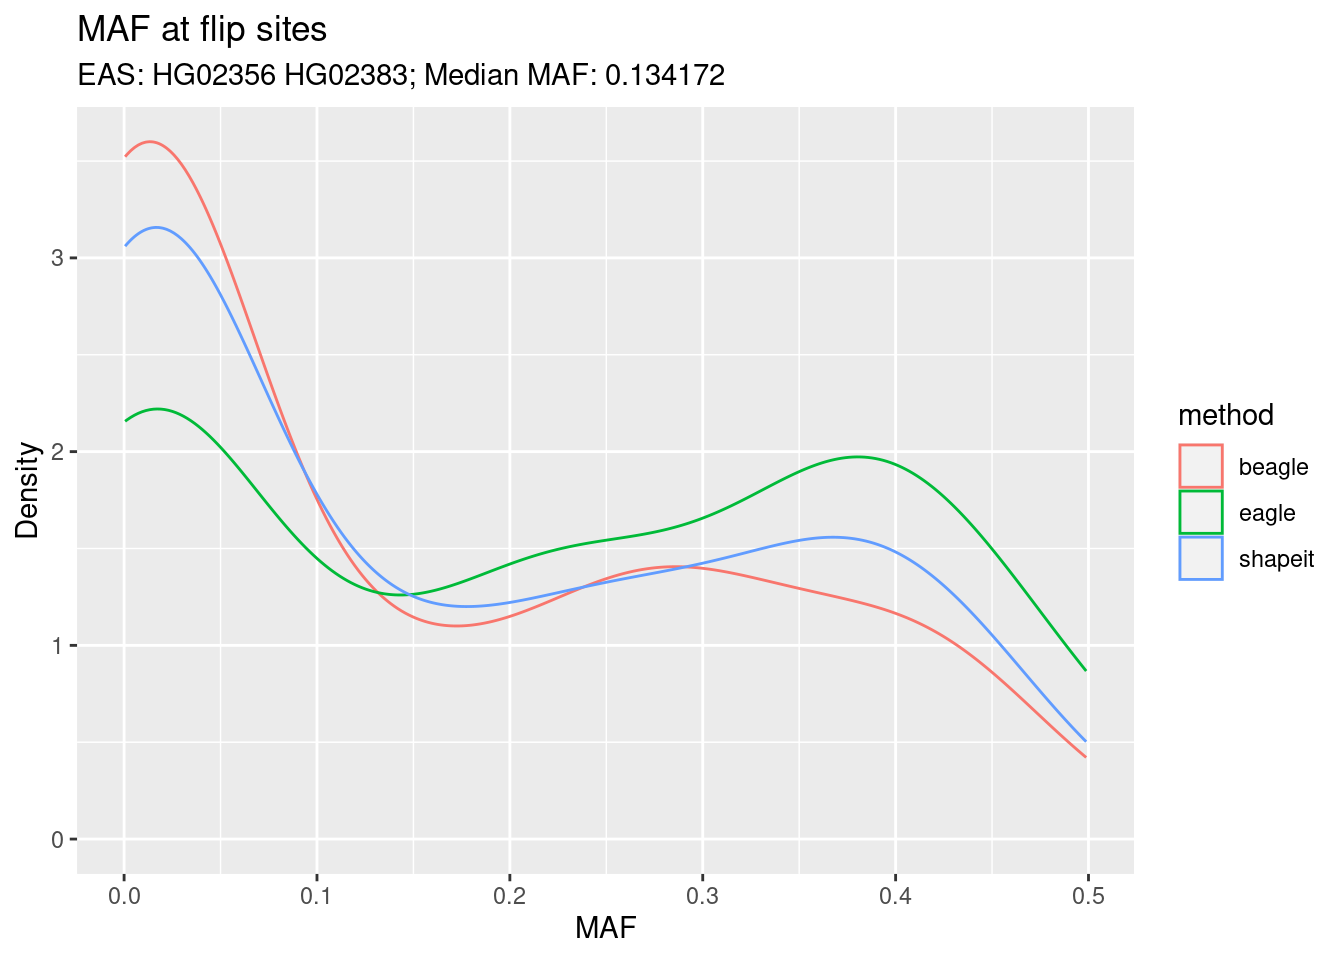 MAF at flip sites
EAS: HG02356 HG02383; Median MAF: 0.134172
Density
3
2
1
0
0.0 0.1 0.2 0.3 0.4 0.5
MAF
method
beagle
eagle
shapeit